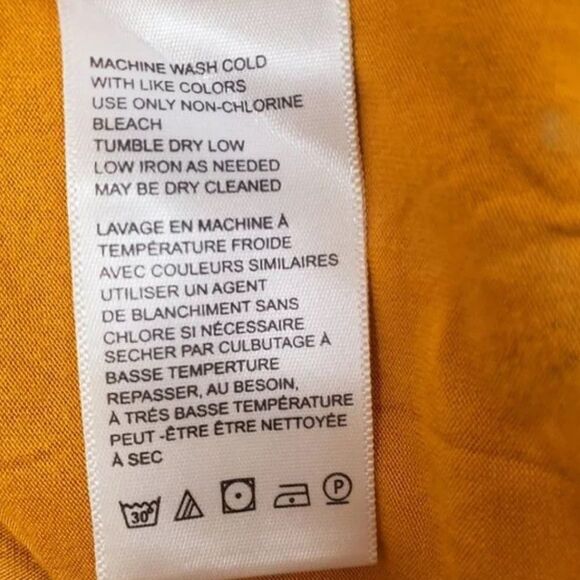 MACHINE WASH COLD
WITH LIKE COLORS
USE ONLY NON-CHLORINE
BLEACH
TUMBLE DRY LOW
LOW IRON AS NEEDED
MAY BE DRY CLEANED
LAVAGE EN MACHINE À
TEMPÉRATURE FROIDE
AVEC COULEURS SIMILAIRES
UTILISER UN AGENT
DE BLANCHIMENT SANS
CHLORE SI NÉCESSAIRE
SECHER PAR CULBUTAGE À
BASSE TEMPERTURE
REPASSER, AU BESOIN,
À TRÉS BASSE TEMPÉRATURE
PEUT -ÊTRE ÊTRE NETTOYÉE
À SEC
30° P